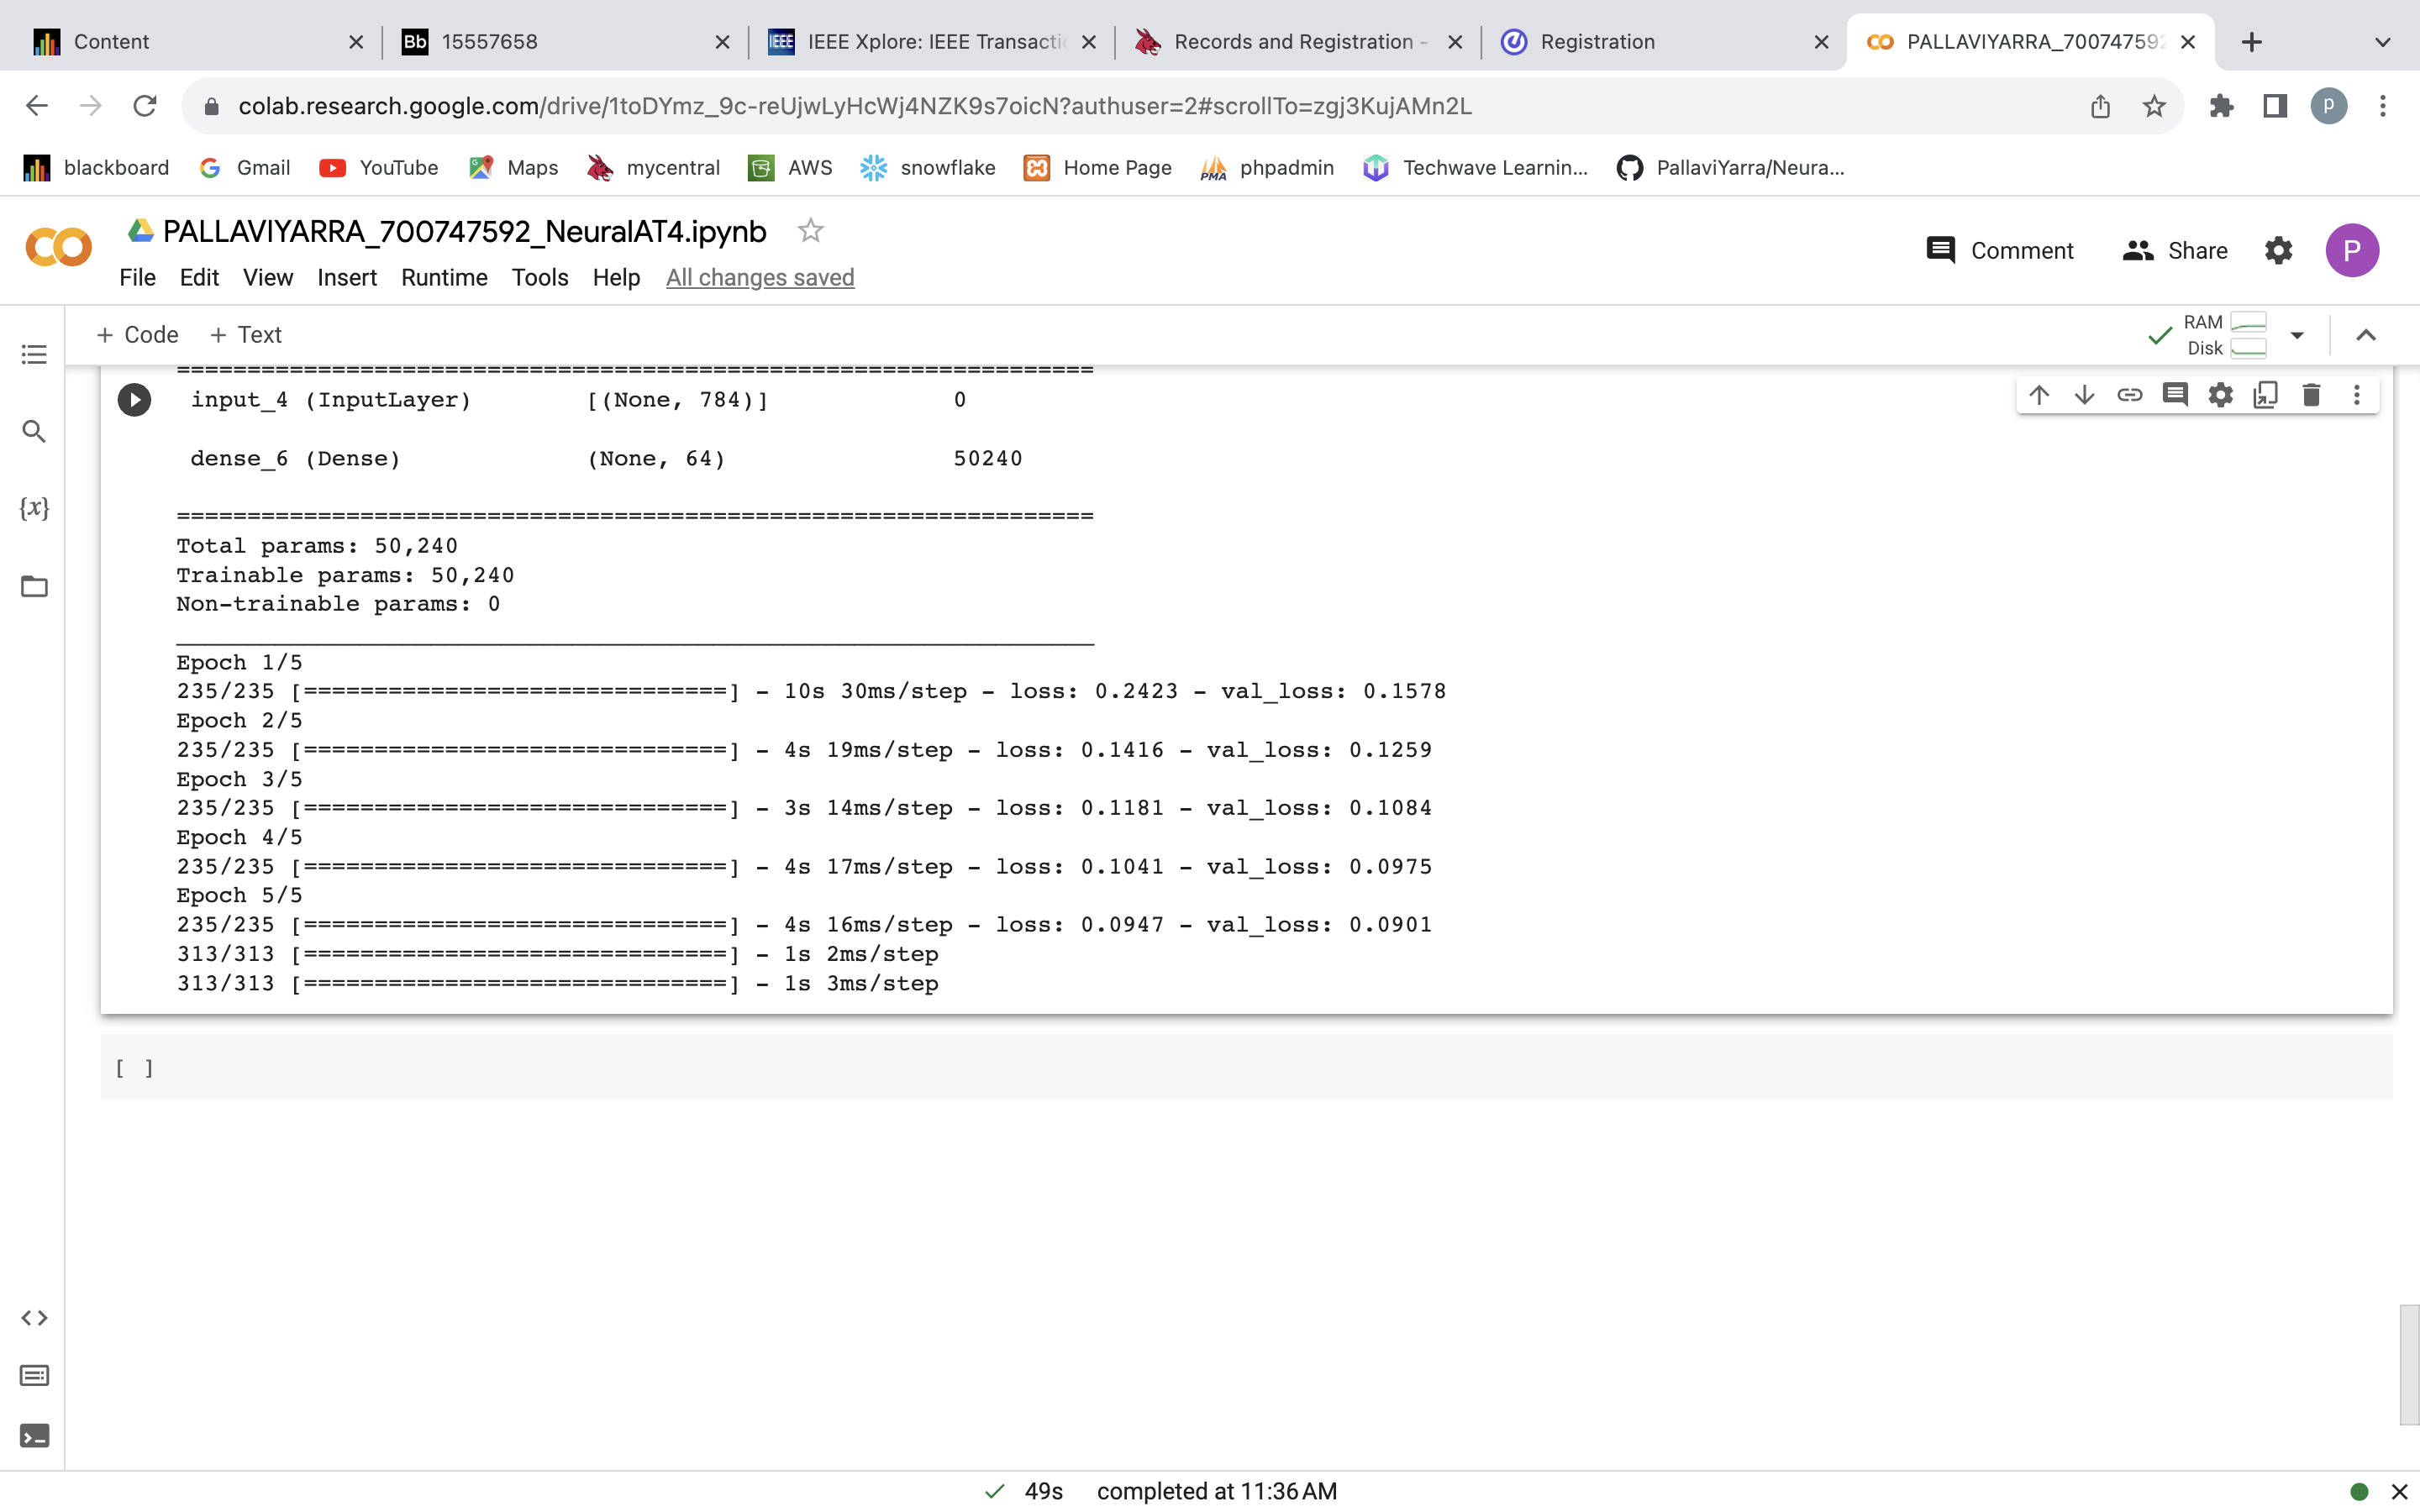 Content
Bb 15557658
IEEE IEEE Xplore: IEEE Transacti
Records and Registration -
Registration
PALLAVIYARRA_700747592
colab.research.google.com/drive/1toDYmz_9c-reUjwLyHcWj4NZK9s7oicN?authuser=2#scrollTo=zgj3KujAMn2L
p
blackboard Gmail YouTube Maps mycentral AWS snowflake Home Page PMA phpadmin Techwave Learnin... PallaviYarra/Neura...
PALLAVIYARRA_700747592_NeuralAT4.ipynb
Comment Share P
File Edit View Insert Runtime Tools Help All changes saved
+ Code + Text
RAM
Disk
==================================================================
input_4 (InputLayer) [(None, 784)] 0
dense_6 (Dense) (None, 64) 50240
=================================================================
Total params: 50,240
Trainable params: 50,240
Non-trainable params: 0
_________________________________________________________________
Epoch 1/5
235/235 [==============================] - 10s 30ms/step - loss: 0.2423 - val_loss: 0.1578
Epoch 2/5
235/235 [==============================] - 4s 19ms/step - loss: 0.1416 - val_loss: 0.1259
Epoch 3/5
235/235 [==============================] - 3s 14ms/step - loss: 0.1181 - val_loss: 0.1084
Epoch 4/5
235/235 [==============================] - 4s 17ms/step - loss: 0.1041 - val_loss: 0.0975
Epoch 5/5
235/235 [==============================] - 4s 16ms/step - loss: 0.0947 - val_loss: 0.0901
313/313 [==============================] - 1s 2ms/step
313/313 [==============================] - 1s 3ms/step
{x}
[ ]
49s completed at 11:36 AM